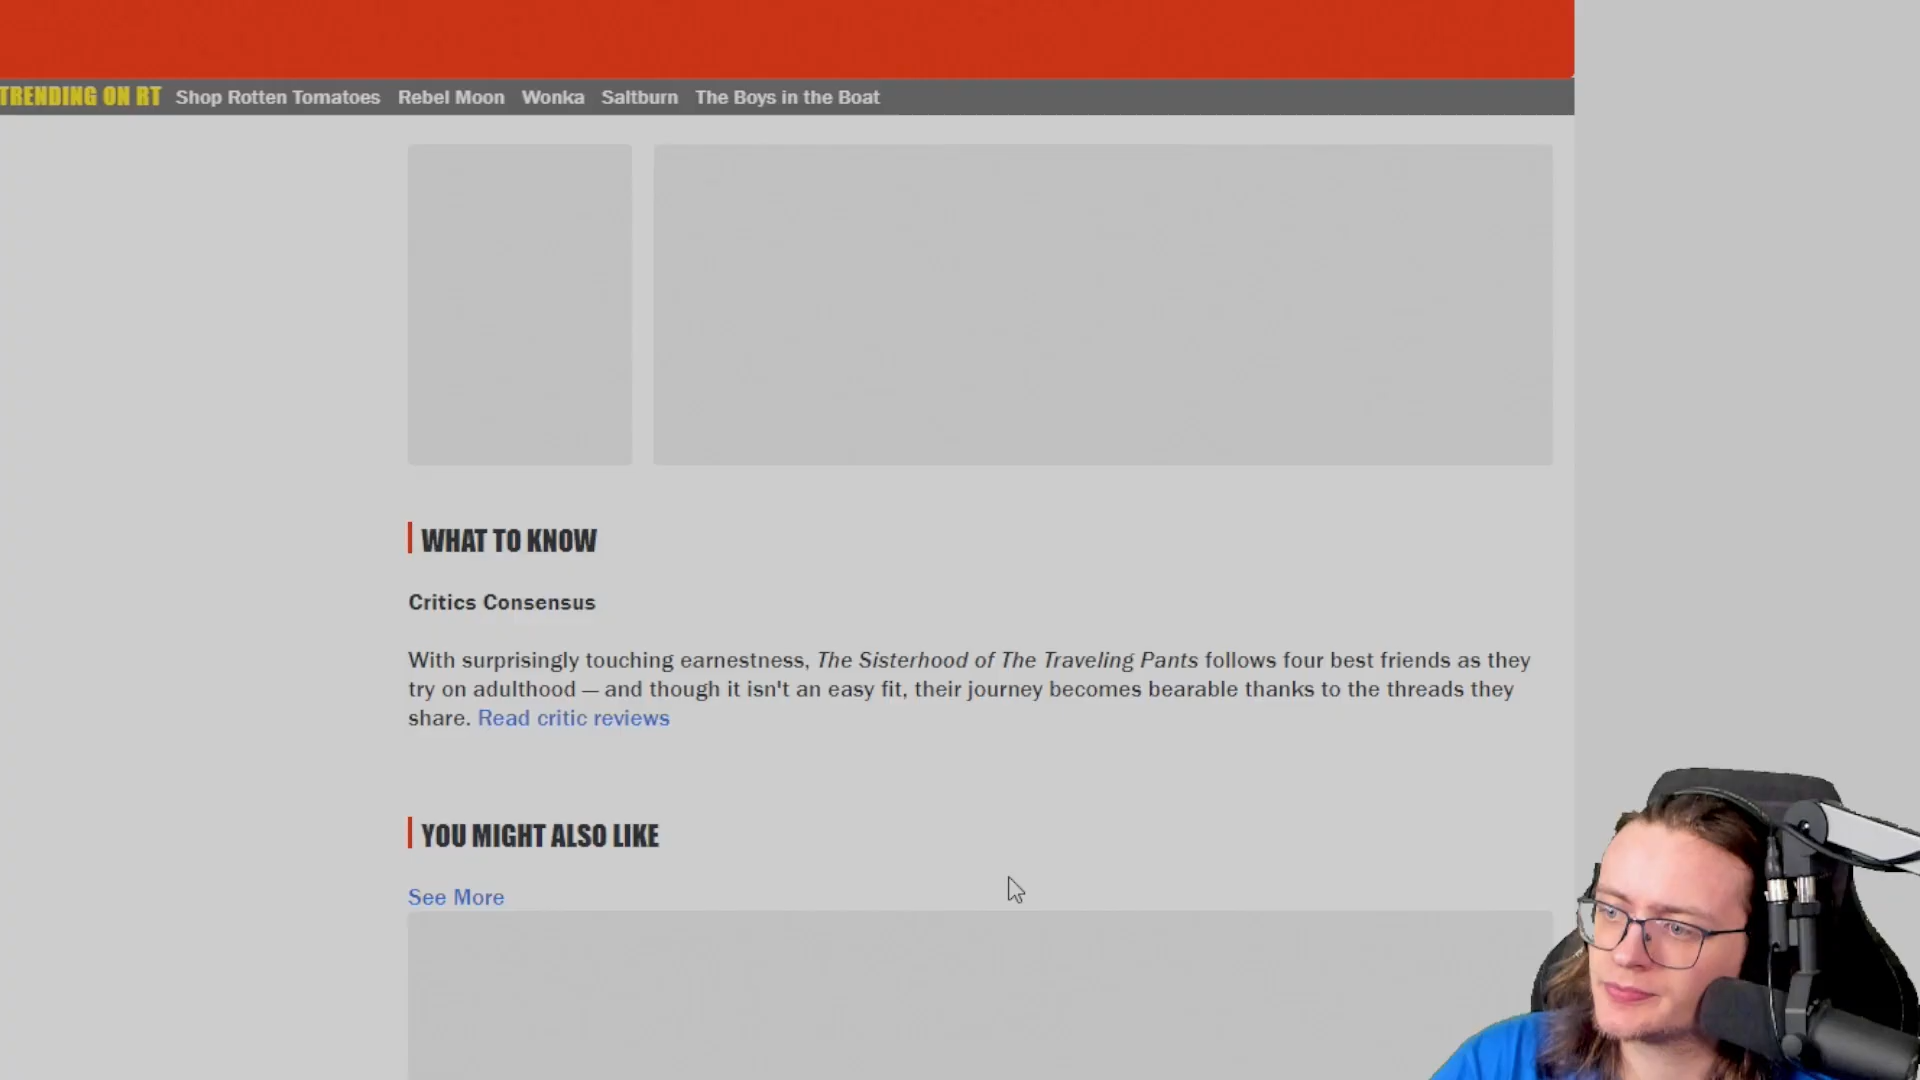 TRENDING ON RT Shop Rotten Tomatoes Rebel Moon Wonka Saltburn The Boys in the Boat
WHAT TO KNOW
Critics Consensus
With surprisingly touching earnestness, The Sisterhood of The Traveling Pants follows four best friends as they
try on adulthood — and though it isn't an easy fit, their journey becomes bearable thanks to the threads they
share. Read critic reviews
YOU MIGHT ALSO LIKE
See More